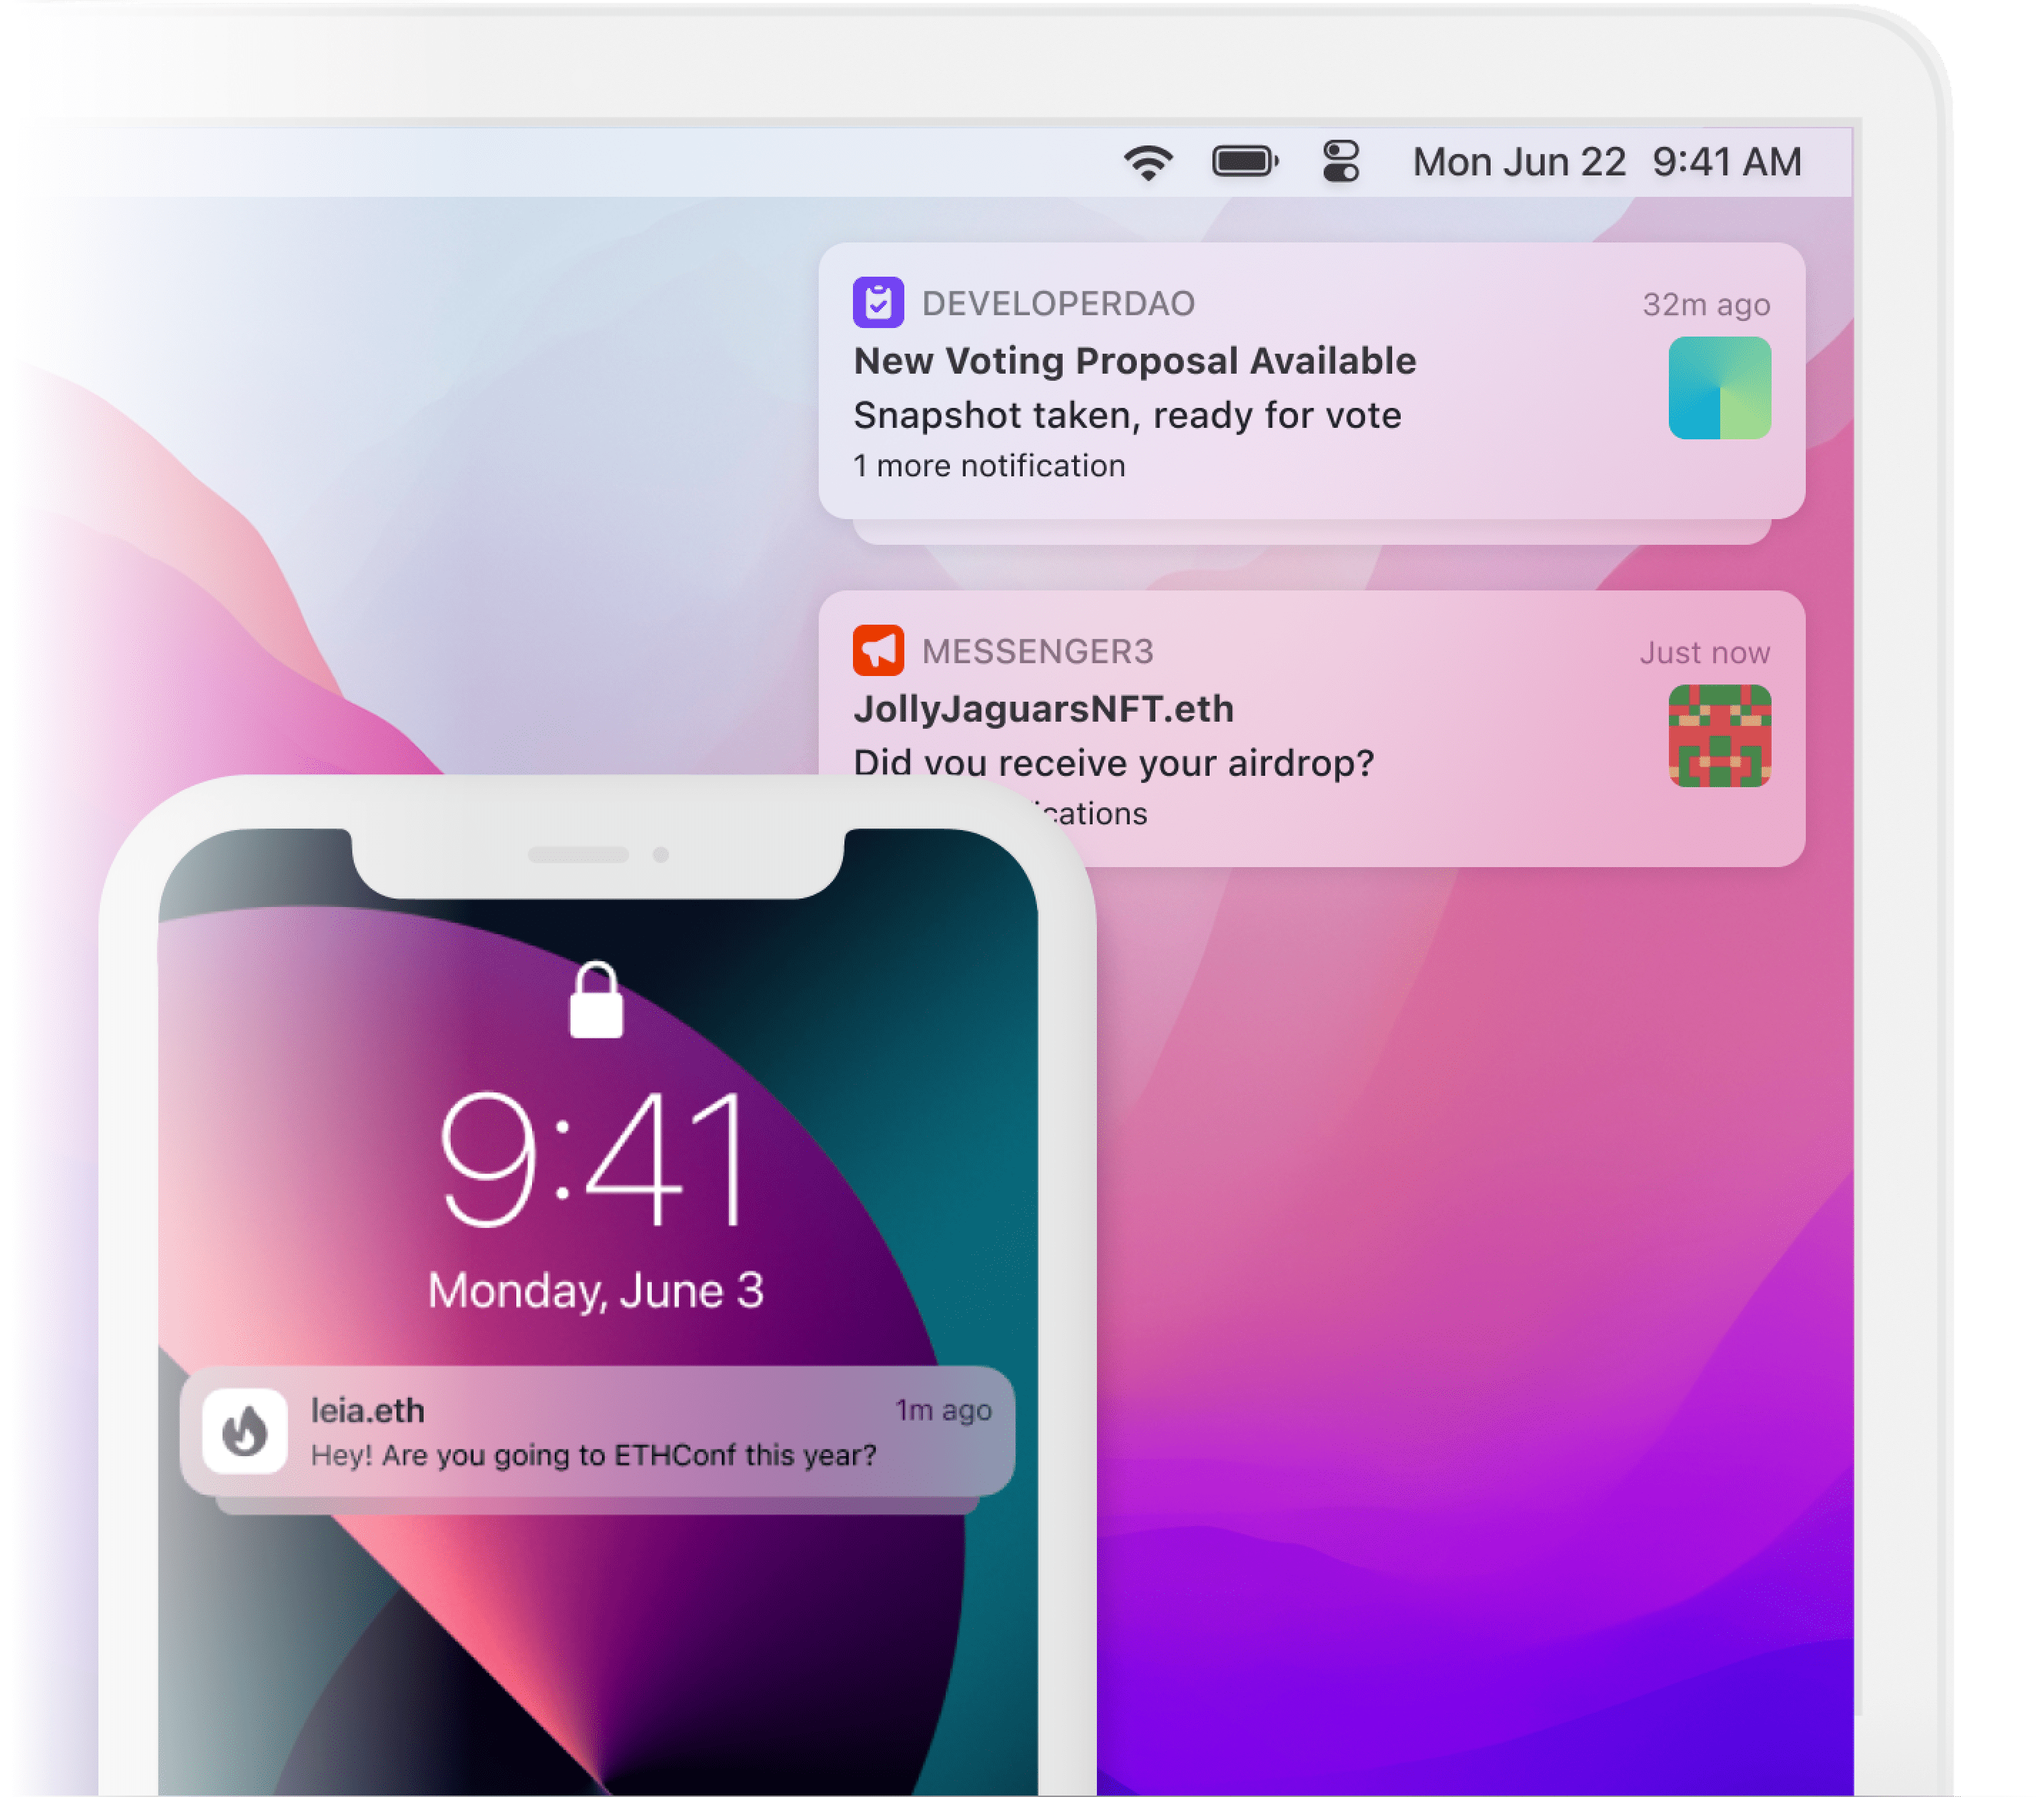 Mon Jun 22 9:41 AM
DEVELOPERDAO 32m ago
New Voting Proposal Available
Snapshot taken, ready for vote
1 more notification
MESSENGER3 Just now
JollyJaguarsNFT.eth
Did you receive your airdrop?
9:41
Monday, June 3
leia.eth 1m ago
Hey! Are you going to ETHConf this year?